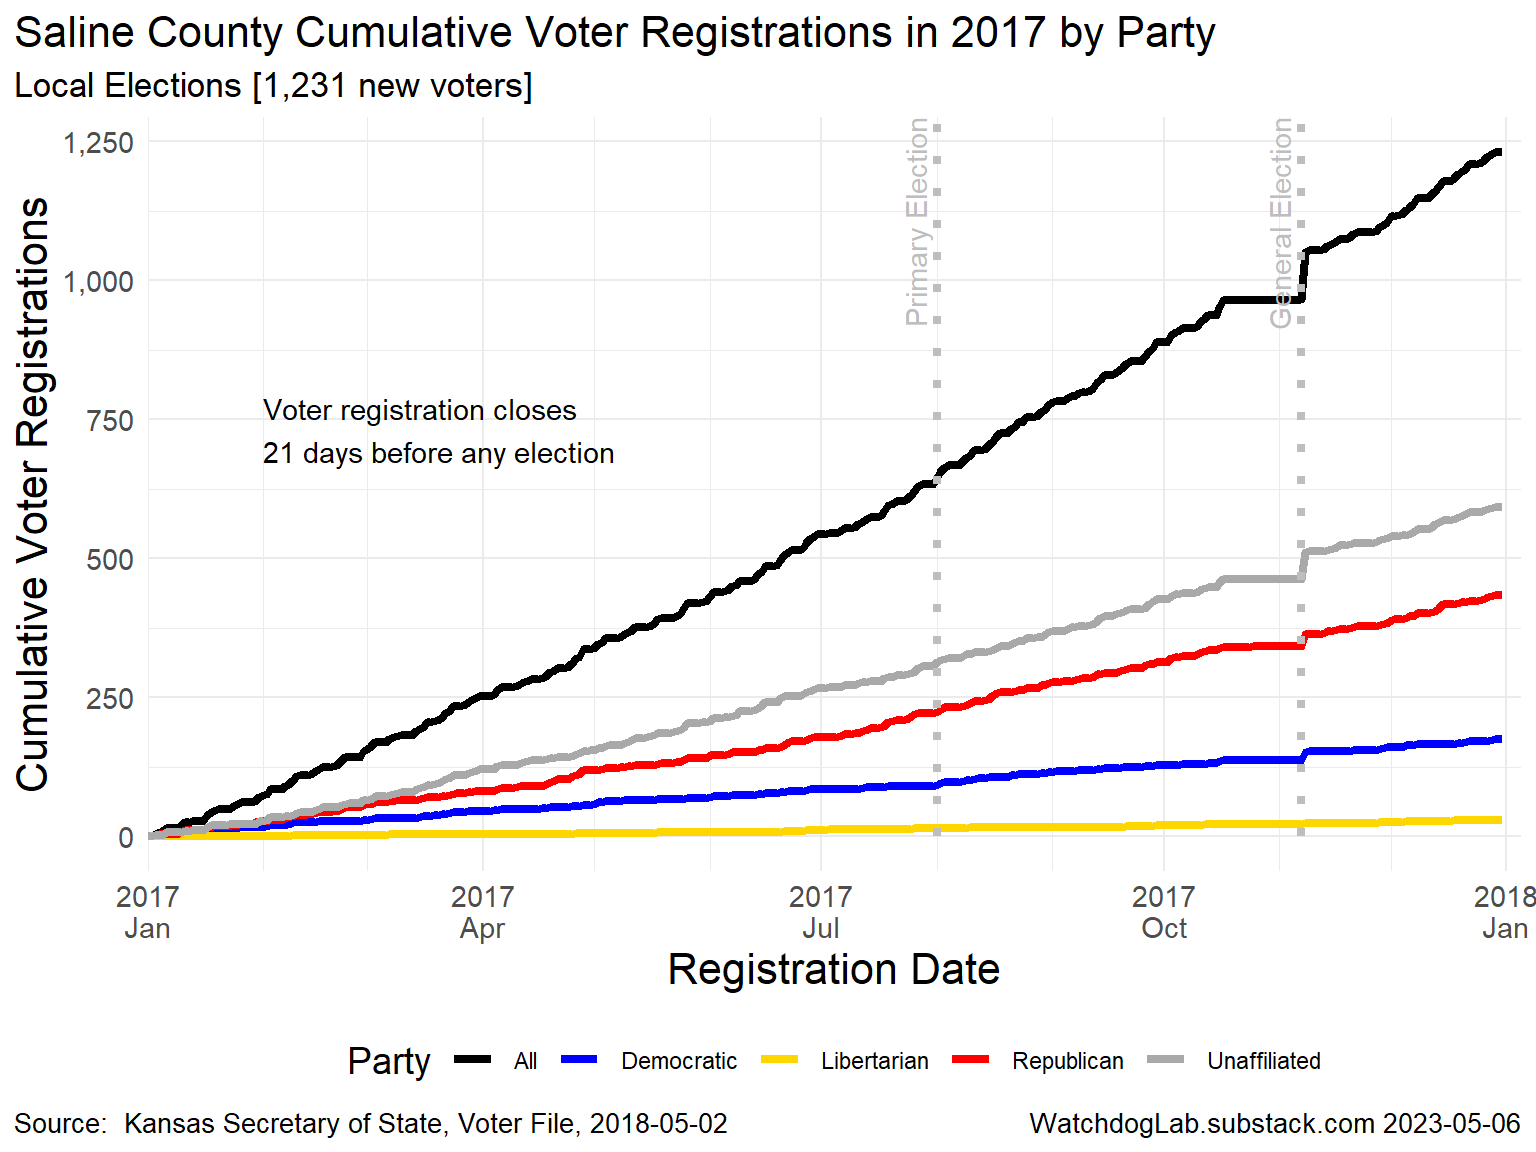 Saline County Cumulative Voter Registrations in 2017 by Party
Local Elections [1,231 new voters]
Cumulative Voter Registrations
1,250
1,000
750
500
250
0
Primary Election
General Election
Voter registration closes
21 days before any election
2017
Jan
2017
Apr
2017
Jul
2017
Oct
2018
Jan
Registration Date
Party
All
Democratic
Libertarian
Republican
Unaffiliated
Source:  Kansas Secretary of State, Voter File, 2018-05-02
WatchdogLab.substack.com 2023-05-06